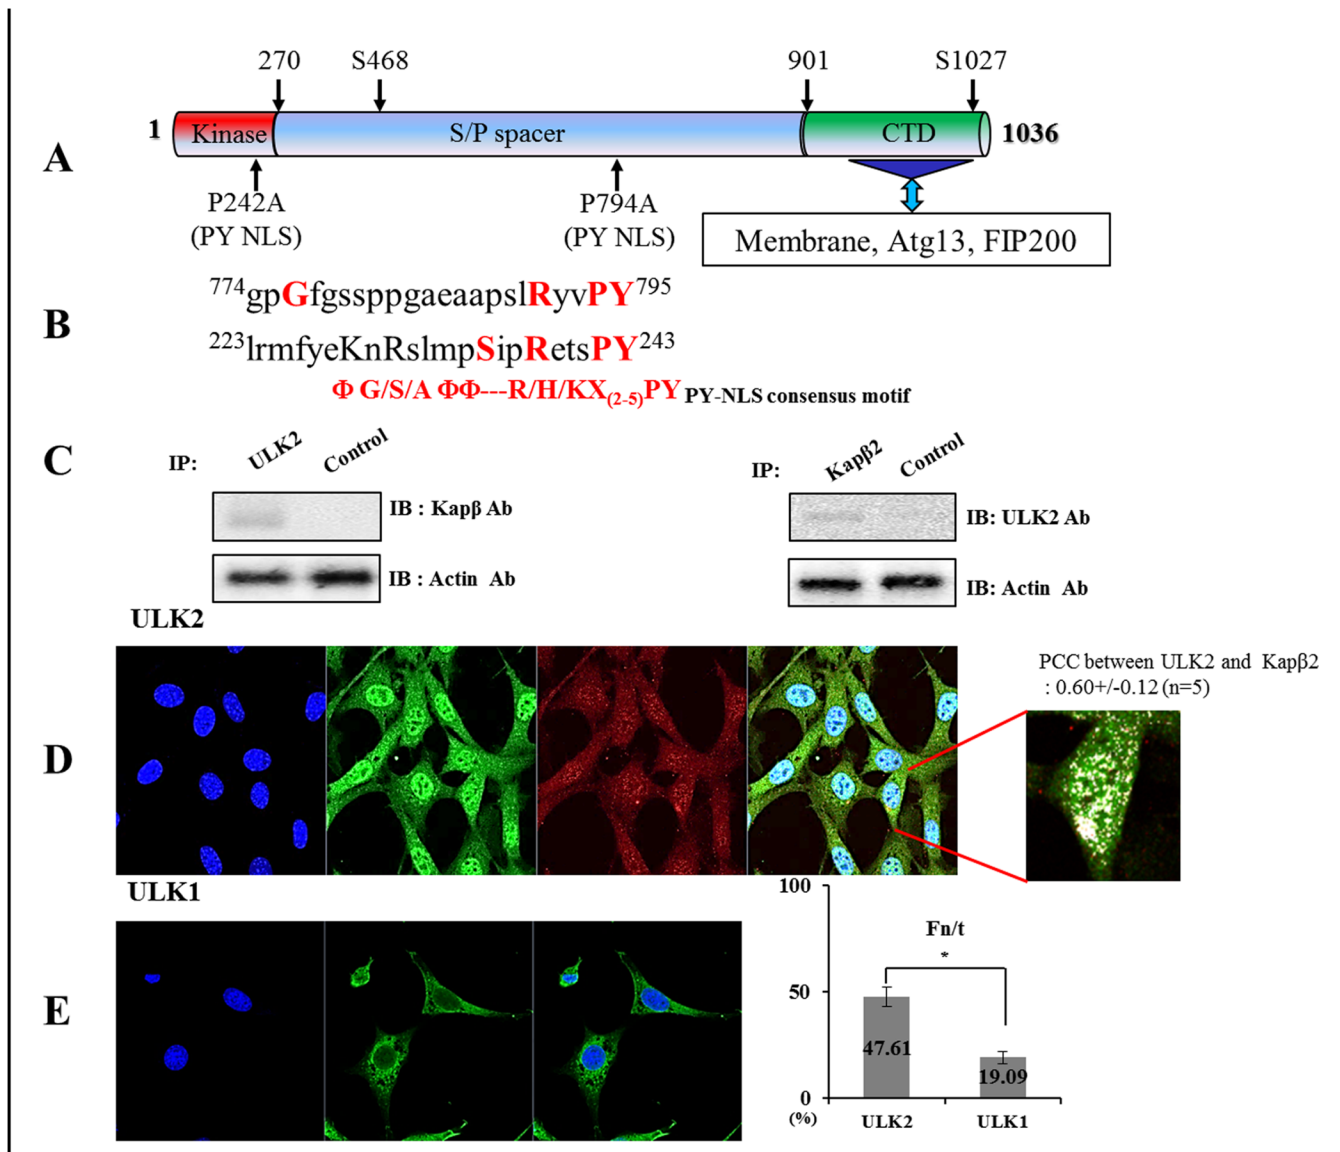 A
270 S468 901 S1027
1 Kinase S/P spacer CTD 1036
P242A P794A
(PY NLS) (PY NLS)
Membrane, Atg13, FIP200
B
774gpGfgssppgaeaapslRyvPY795
223lrmfyeKnRslmpSipRetsPY243
Φ G/S/A ΦΦ---R/H/KX(2-5)PY PY-NLS consensus motif
C
IP: ULK2 Control
IB : Kapβ Ab
IB : Actin Ab
IP: Kapβ2 Control
IB: ULK2 Ab
IB: Actin Ab
ULK2
D
PCC between ULK2 and Kapβ2
: 0.60+/-0.12 (n=5)
ULK1
E
100
Fn/t
*
50
47.61
19.09
0
(%)
ULK2 ULK1